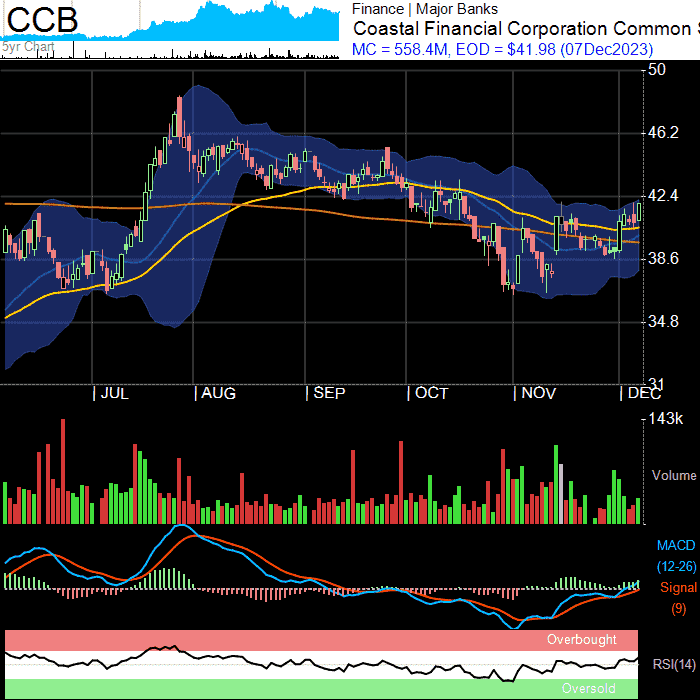 CCB
5yr Chart
Finance | Major Banks
Coastal Financial Corporation Common
MC = 558.4M, EOD = $41.98 (07Dec2023)
50
46.2
42.4
38.6
34.8
31
| JUL | AUG | SEP | OCT | NOV | DEC
143k
Volume
MACD
(12-26)
Signal
(9)
Overbought
RSI(14)
Oversold